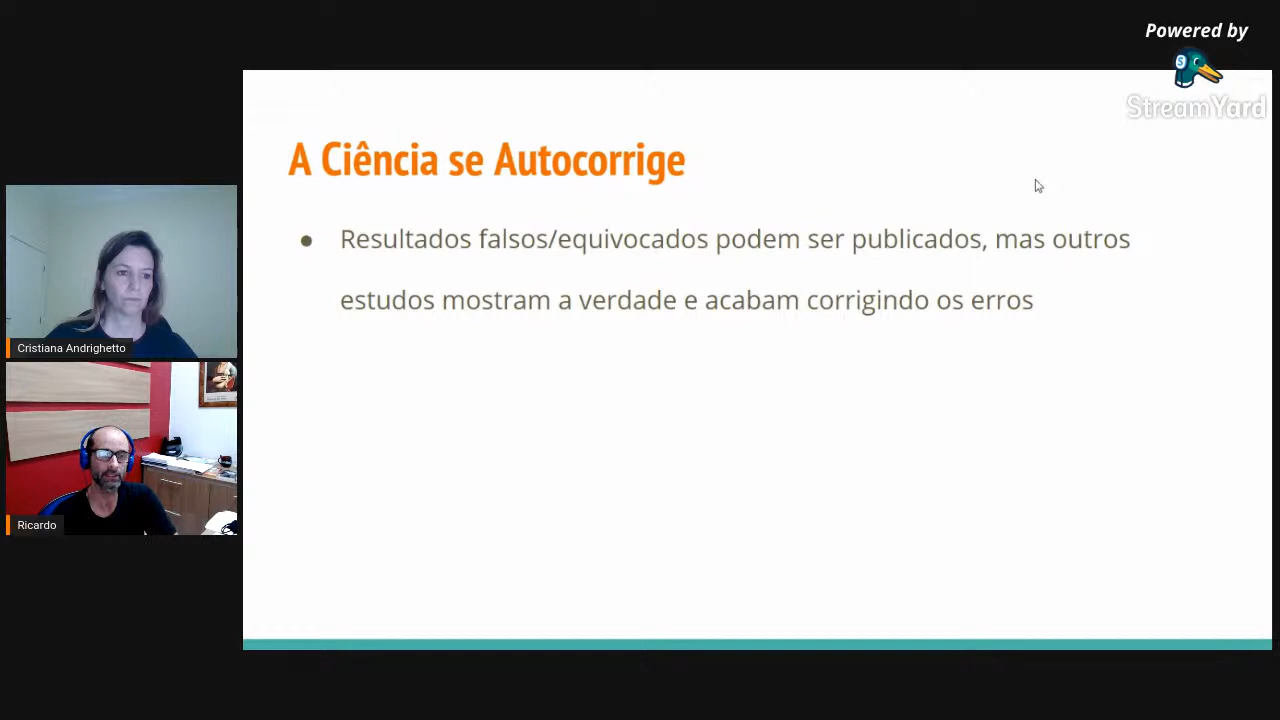 Powered by
StreamYard
A Ciência se Autocorrige
● Resultados falsos/equivocados podem ser publicados, mas outros
estudos mostram a verdade e acabam corrigindo os erros
Cristiana Andrighetto
Ricardo